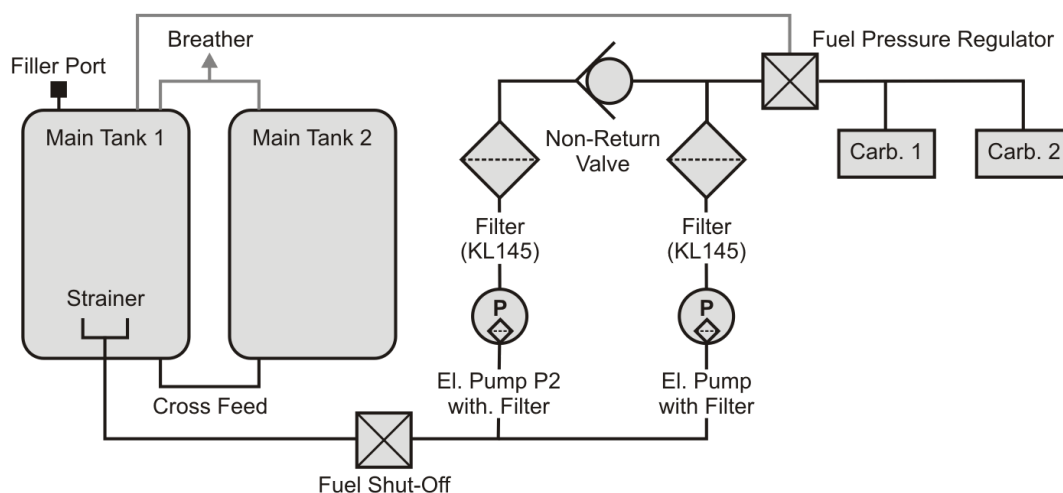 Breather
Fuel Pressure Regulator
Filler Port
Main Tank 1
Main Tank 2
Non-Return
Valve
Carb. 1
Carb. 2
Filter
(KL145)
Filter
(KL145)
Strainer
P
P
El. Pump P2
with. Filter
El. Pump
with Filter
Cross Feed
Fuel Shut-Off